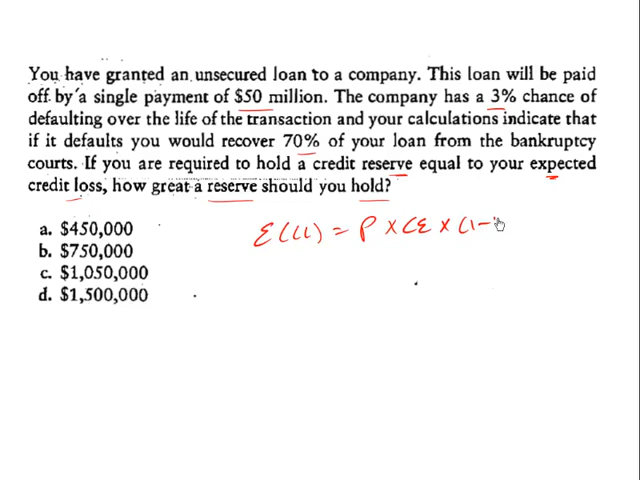 You have granted an unsecured loan to a company. This loan will be paid
off by a single payment of $50 million. The company has a 3% chance of
defaulting over the life of the transaction and your calculations indicate that
if it defaults you would recover 70% of your loan from the bankruptcy
courts. If you are required to hold a credit reserve equal to your expected
credit loss, how great a reserve should you hold?
a. $450,000
b. $750,000
c. $1,050,000
d. $1,500,000
E(CL) = P × CE × (1-